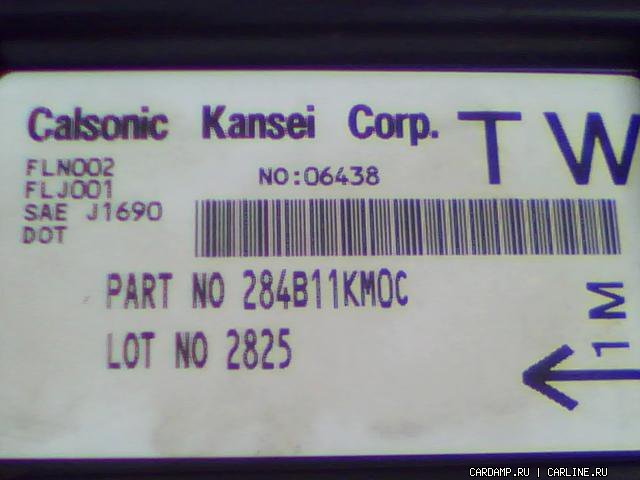 Calsonic Kansei Corp. TW
FLN002
FLJ001
NO:06438
SAE J1690
DOT
PART NO 284B11KM0C
LOT NO 2825
1M
CARDAMP.RU | CARLINE.RU